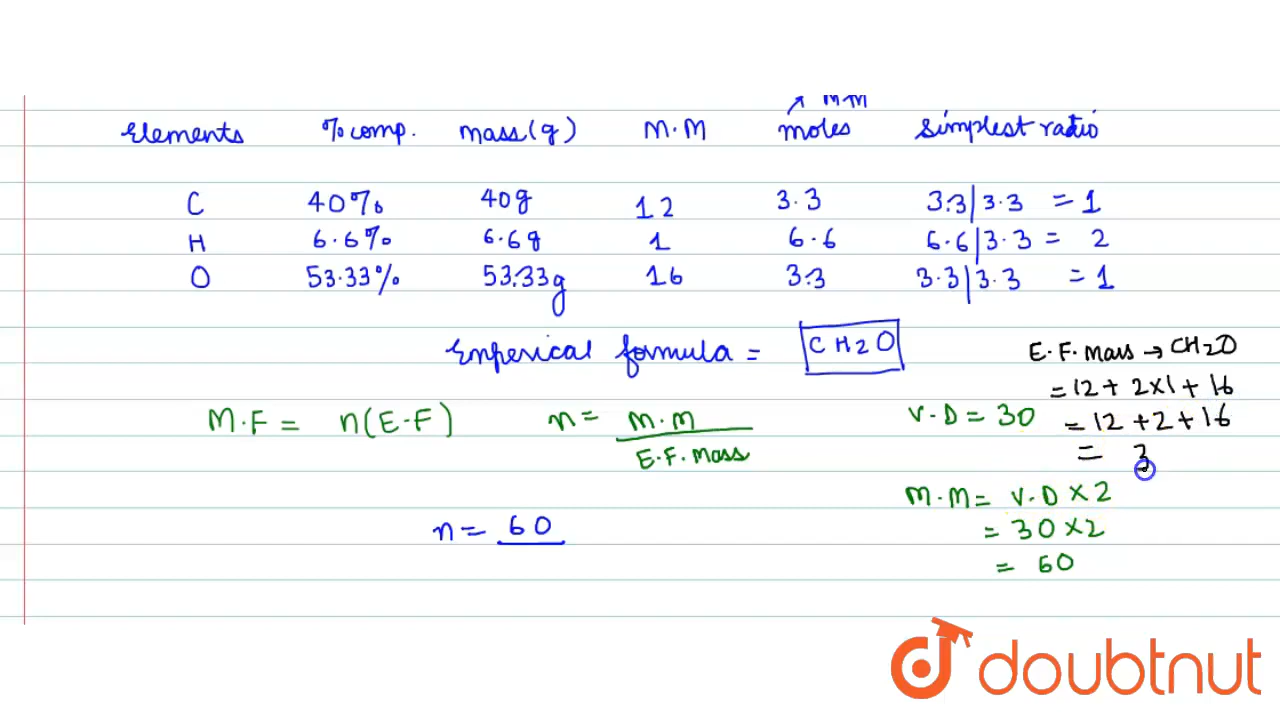 ↗ M.M
Elements % comp. mass(g) M.M moles Simplest ratio
C 40% 40g 12 3.3 3.3|3.3 = 1
H 6.6% 6.6g 1 6.6 6.6|3.3 = 2
O 53.33% 53.33g 16 3.3 3.3|3.3 = 1
Emperical formula = CH2O
E.F. Mass → CH2O
= 12 + 2×1 + 16
M.F = n(E.F) n = M.M V.D = 30 = 12 + 2 + 16
E.F. Mass = 3
M.M = V.D × 2
n = 60 = 30 × 2
= 60
doubtnut